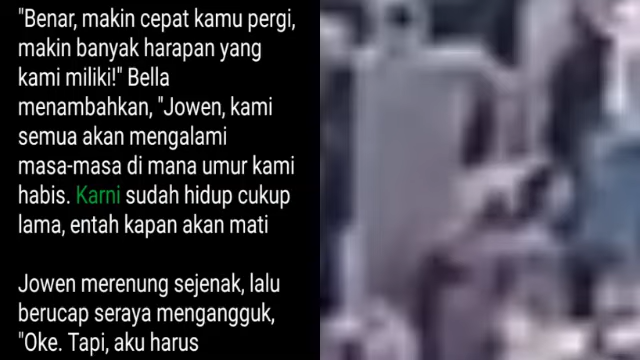 "Benar, makin cepat kamu pergi,
makin banyak harapan yang
kami miliki!" Bella
menambahkan, "Jowen, kami
semua akan mengalami
masa-masa di mana umur kami
habis. Karni sudah hidup cukup
lama, entah kapan akan mati
Jowen merenung sejenak, lalu
berucap seraya mengangguk,
"Oke. Tapi, aku harus